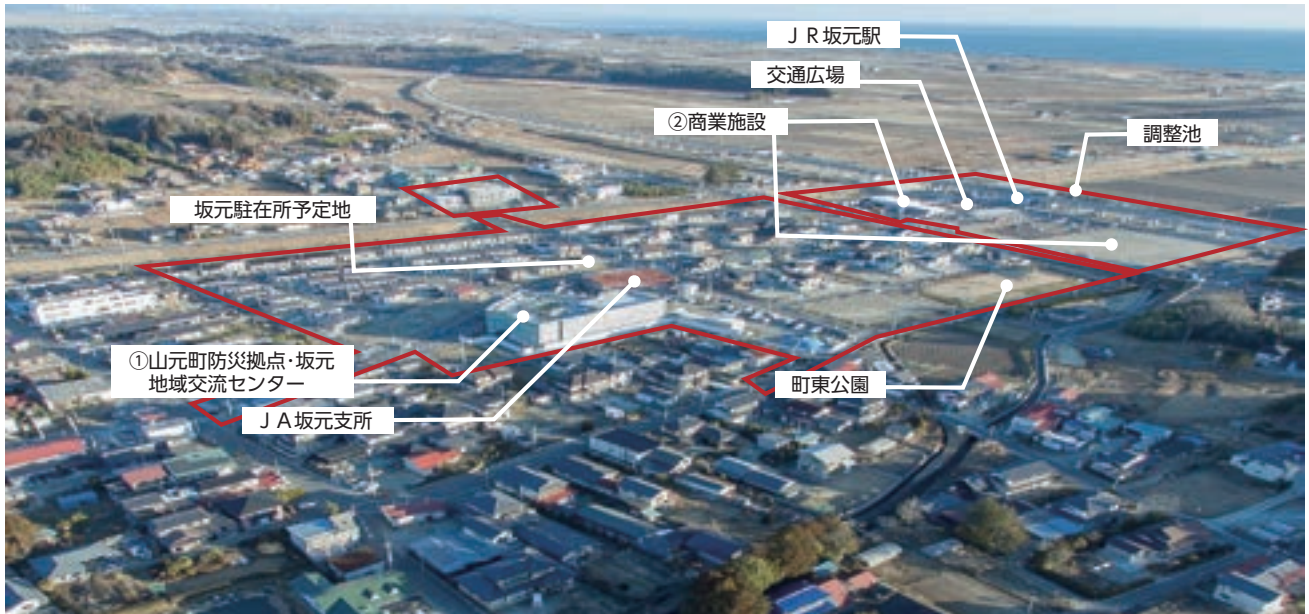 ＪＲ坂元駅
交通広場
②商業施設
調整池
坂元駐在所予定地
①山元町防災拠点・坂元
地域交流センター
ＪＡ坂元支所
町東公園